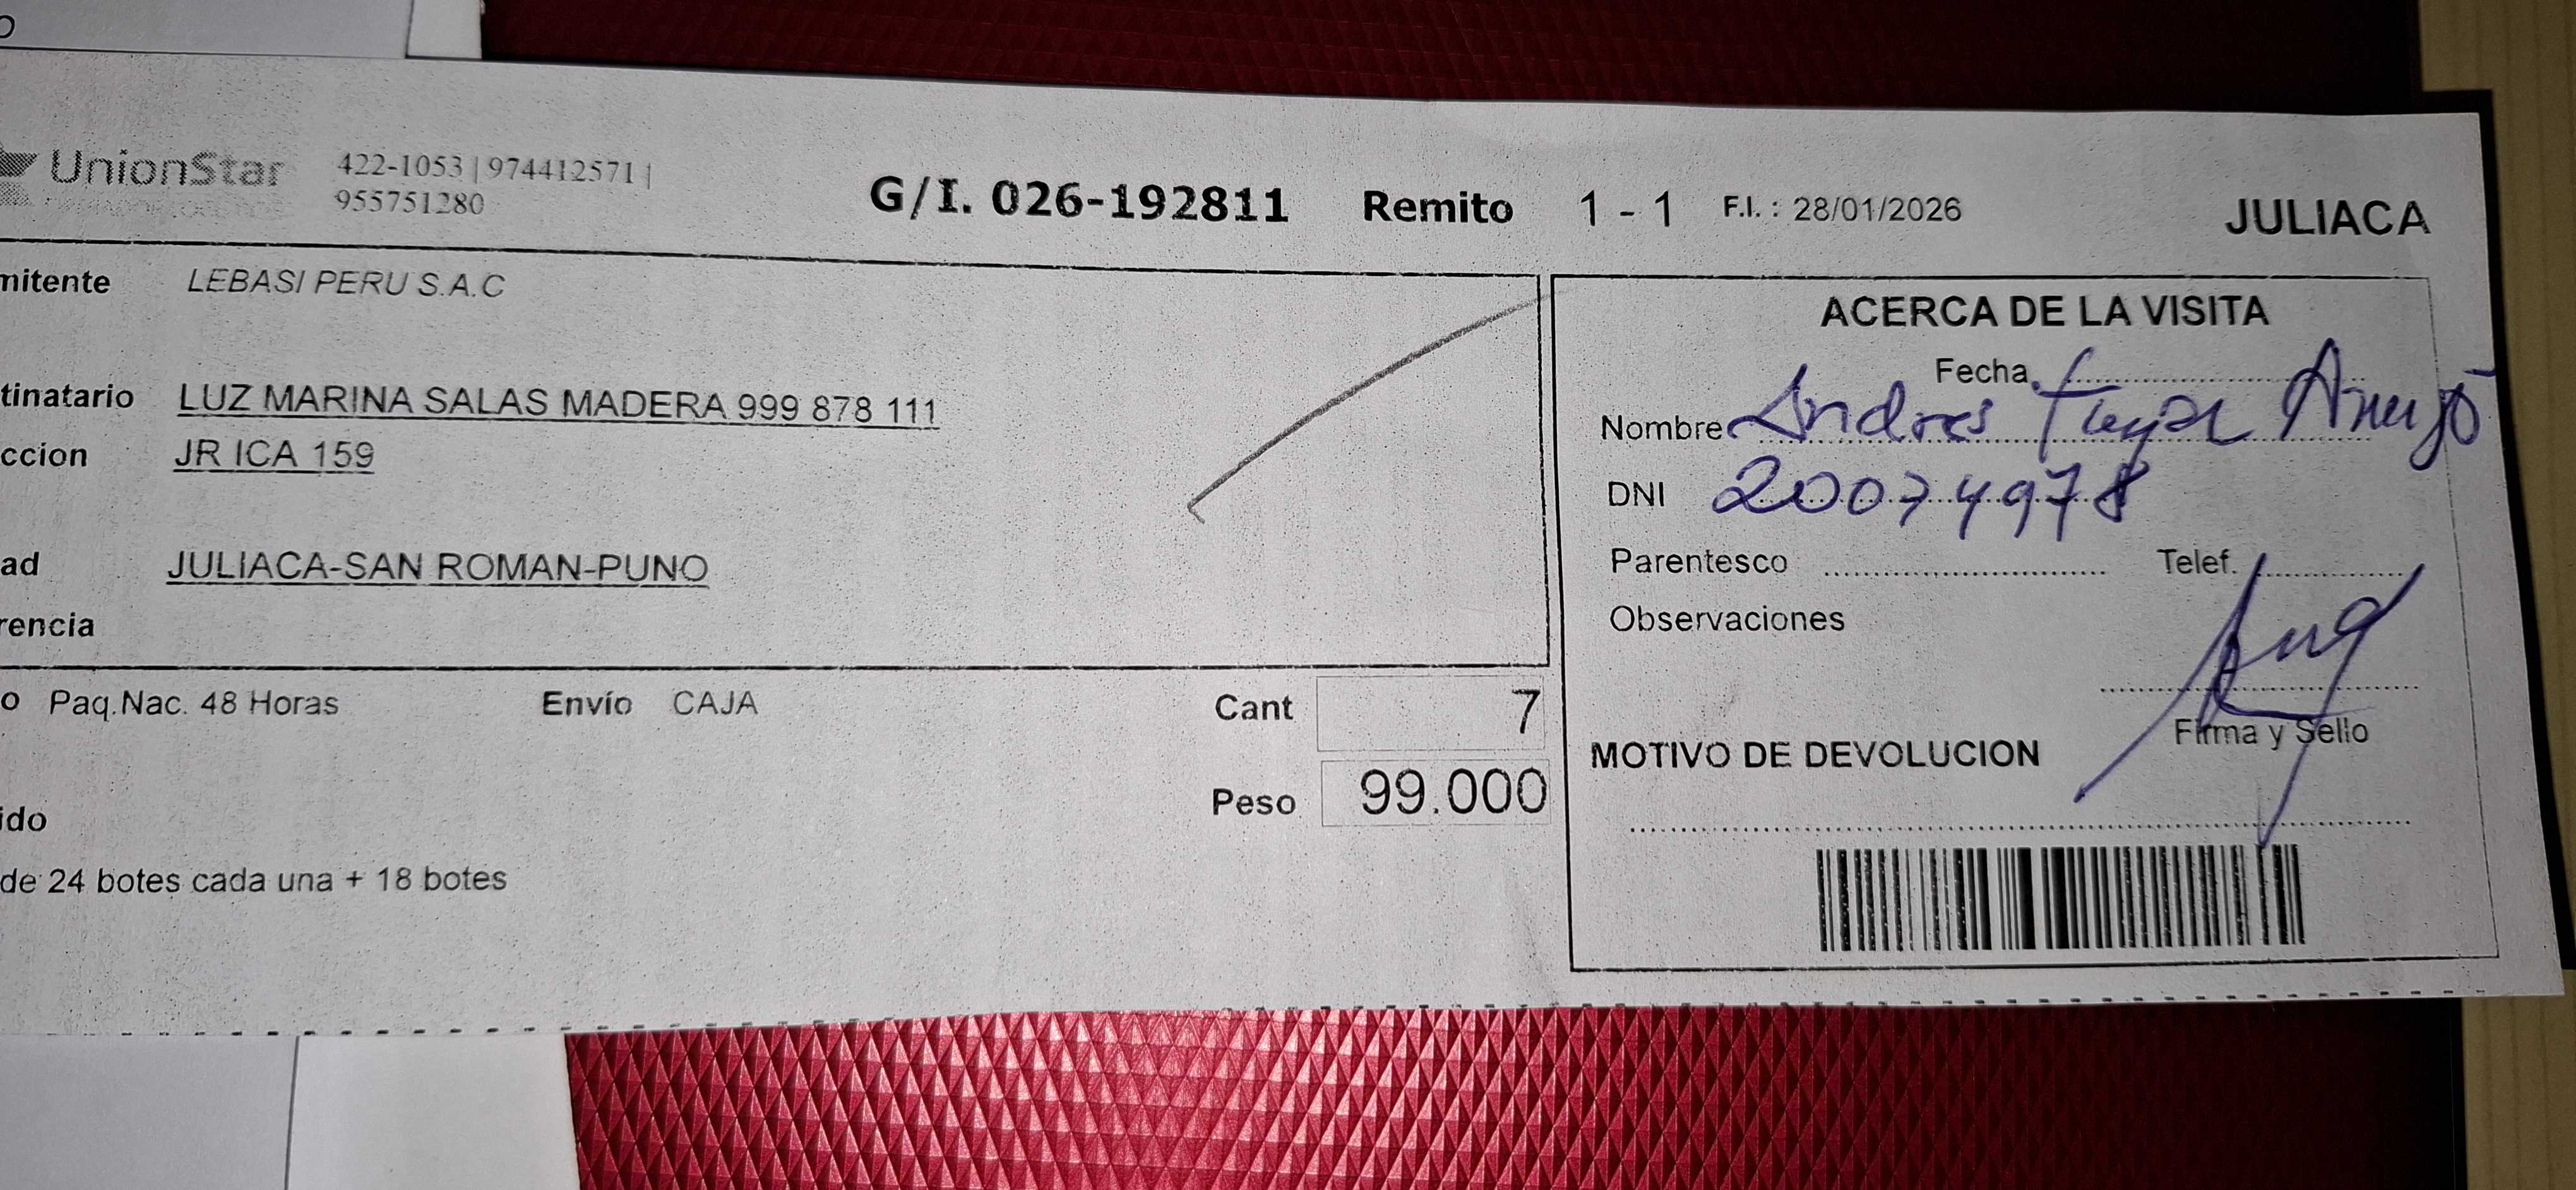 O
UnionStar
422-1053 | 974412571 |
955751280
G/I. 026-192811 Remito 1 - 1 F.I. : 28/01/2026 JULIACA
mitente LEBASI PERU S.A.C
tinatario LUZ MARINA SALAS MADERA 999 878 111
ccion JR ICA 159
ad JULIACA-SAN ROMAN-PUNO
rencia
o Paq.Nac. 48 Horas Envío CAJA Cant 7
Peso 99.000
ido
de 24 botes cada una + 18 botes
ACERCA DE LA VISITA
Fecha
Nombre Andres
DNI 20074978
Parentesco Telef.
Observaciones
Firma y Sello
MOTIVO DE DEVOLUCION